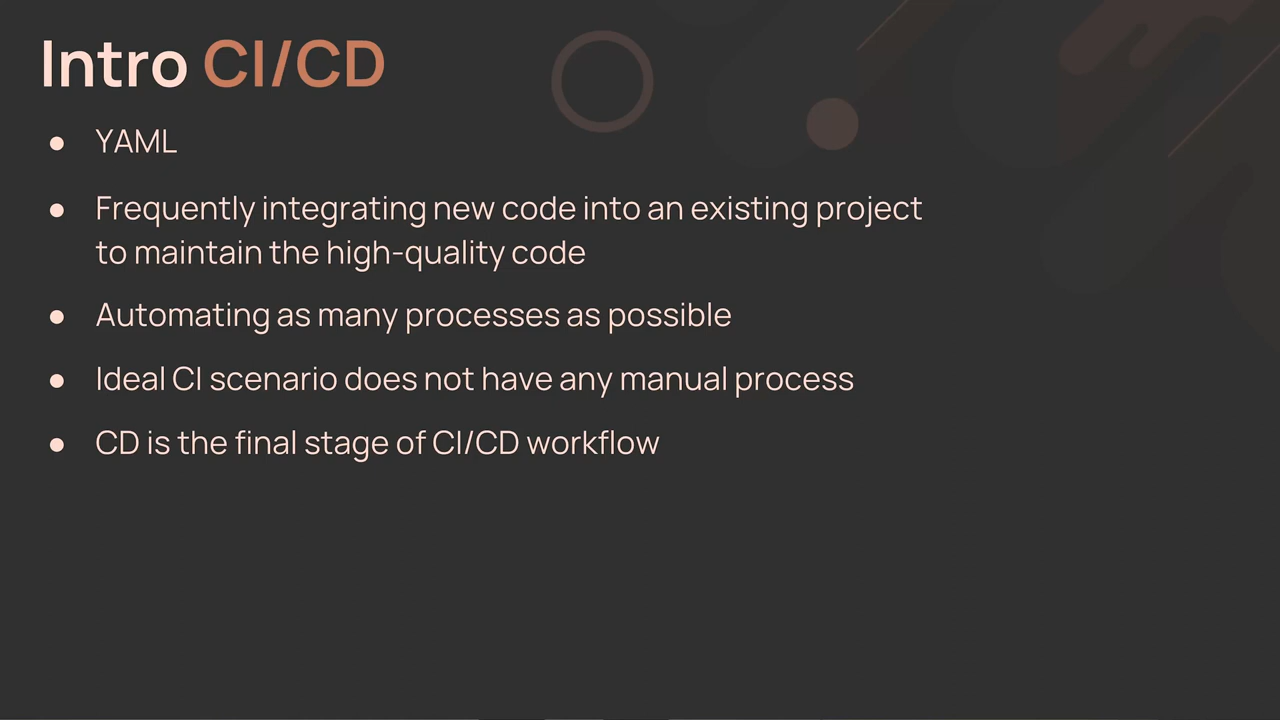 Intro CI/CD
● YAML
● Frequently integrating new code into an existing project
to maintain the high-quality code
● Automating as many processes as possible
● Ideal CI scenario does not have any manual process
● CD is the final stage of CI/CD workflow